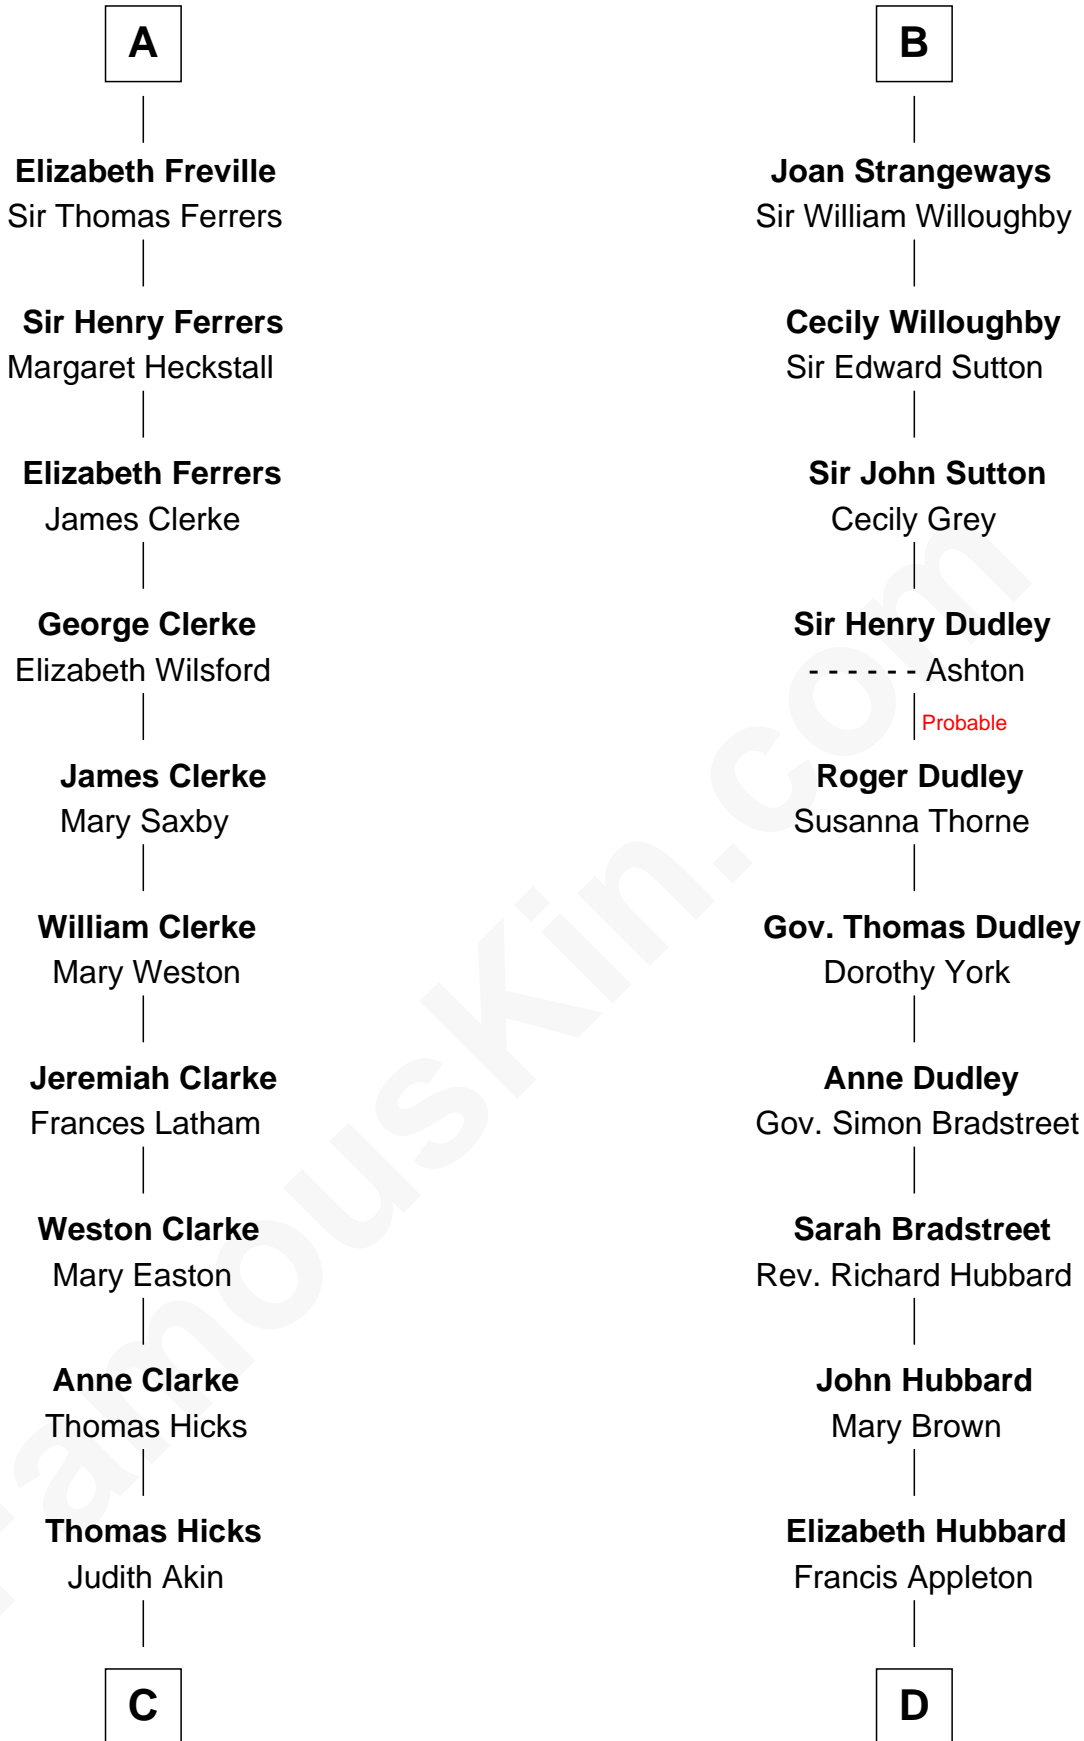 A
Elizabeth Freville
Sir Thomas Ferrers
Sir Henry Ferrers
Margaret Heckstall
Elizabeth Ferrers
James Clerke
George Clerke
Elizabeth Wilsford
James Clerke
Mary Saxby
William Clerke
Mary Weston
Jeremiah Clarke
Frances Latham
Weston Clarke
Mary Easton
Anne Clarke
Thomas Hicks
Thomas Hicks
Judith Akin
C
B
Joan Strangeways
Sir William Willoughby
Cecily Willoughby
Sir Edward Sutton
Sir John Sutton
Cecily Grey
Sir Henry Dudley
- - - - - - Ashton
Probable
Roger Dudley
Susanna Thorne
Gov. Thomas Dudley
Dorothy York
Anne Dudley
Gov. Simon Bradstreet
Sarah Bradstreet
Rev. Richard Hubbard
John Hubbard
Mary Brown
Elizabeth Hubbard
Francis Appleton
D
FamousKin.com